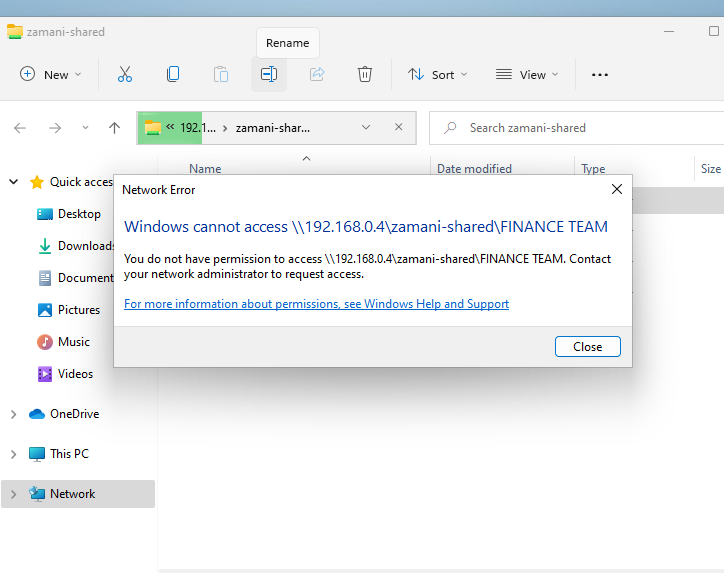 zamani-shared
Rename
New
Sort
View
« 192.1... › zamani-shar...
Search zamani-shared
Name
Date modified
Type
Size
Quick acces
Desktop
Downloads
Document
Pictures
Music
Videos
OneDrive
This PC
Network
Network Error
Windows cannot access \\192.168.0.4\zamani-shared\FINANCE TEAM
You do not have permission to access \\192.168.0.4\zamani-shared\FINANCE TEAM. Contact
your network administrator to request access.
For more information about permissions, see Windows Help and Support
Close